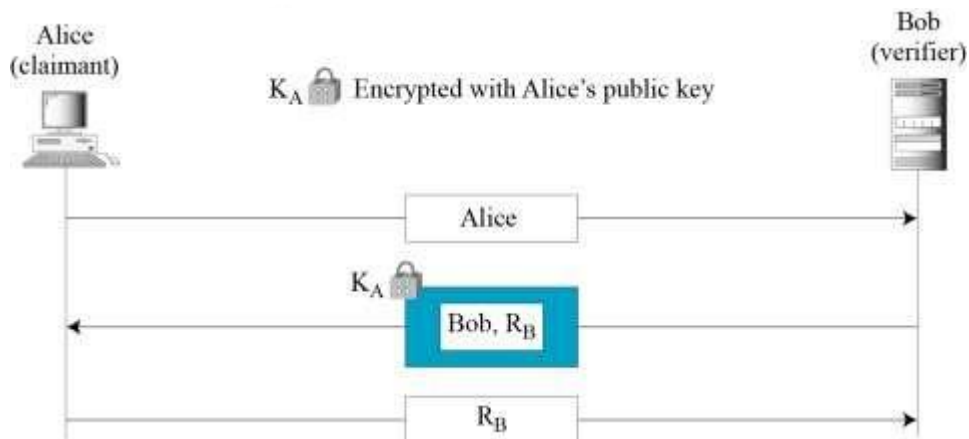 Alice
(claimant)
Bob
(verifier)
K_A Encrypted with Alice's public key
Alice
K_A
Bob, R_B
R_B